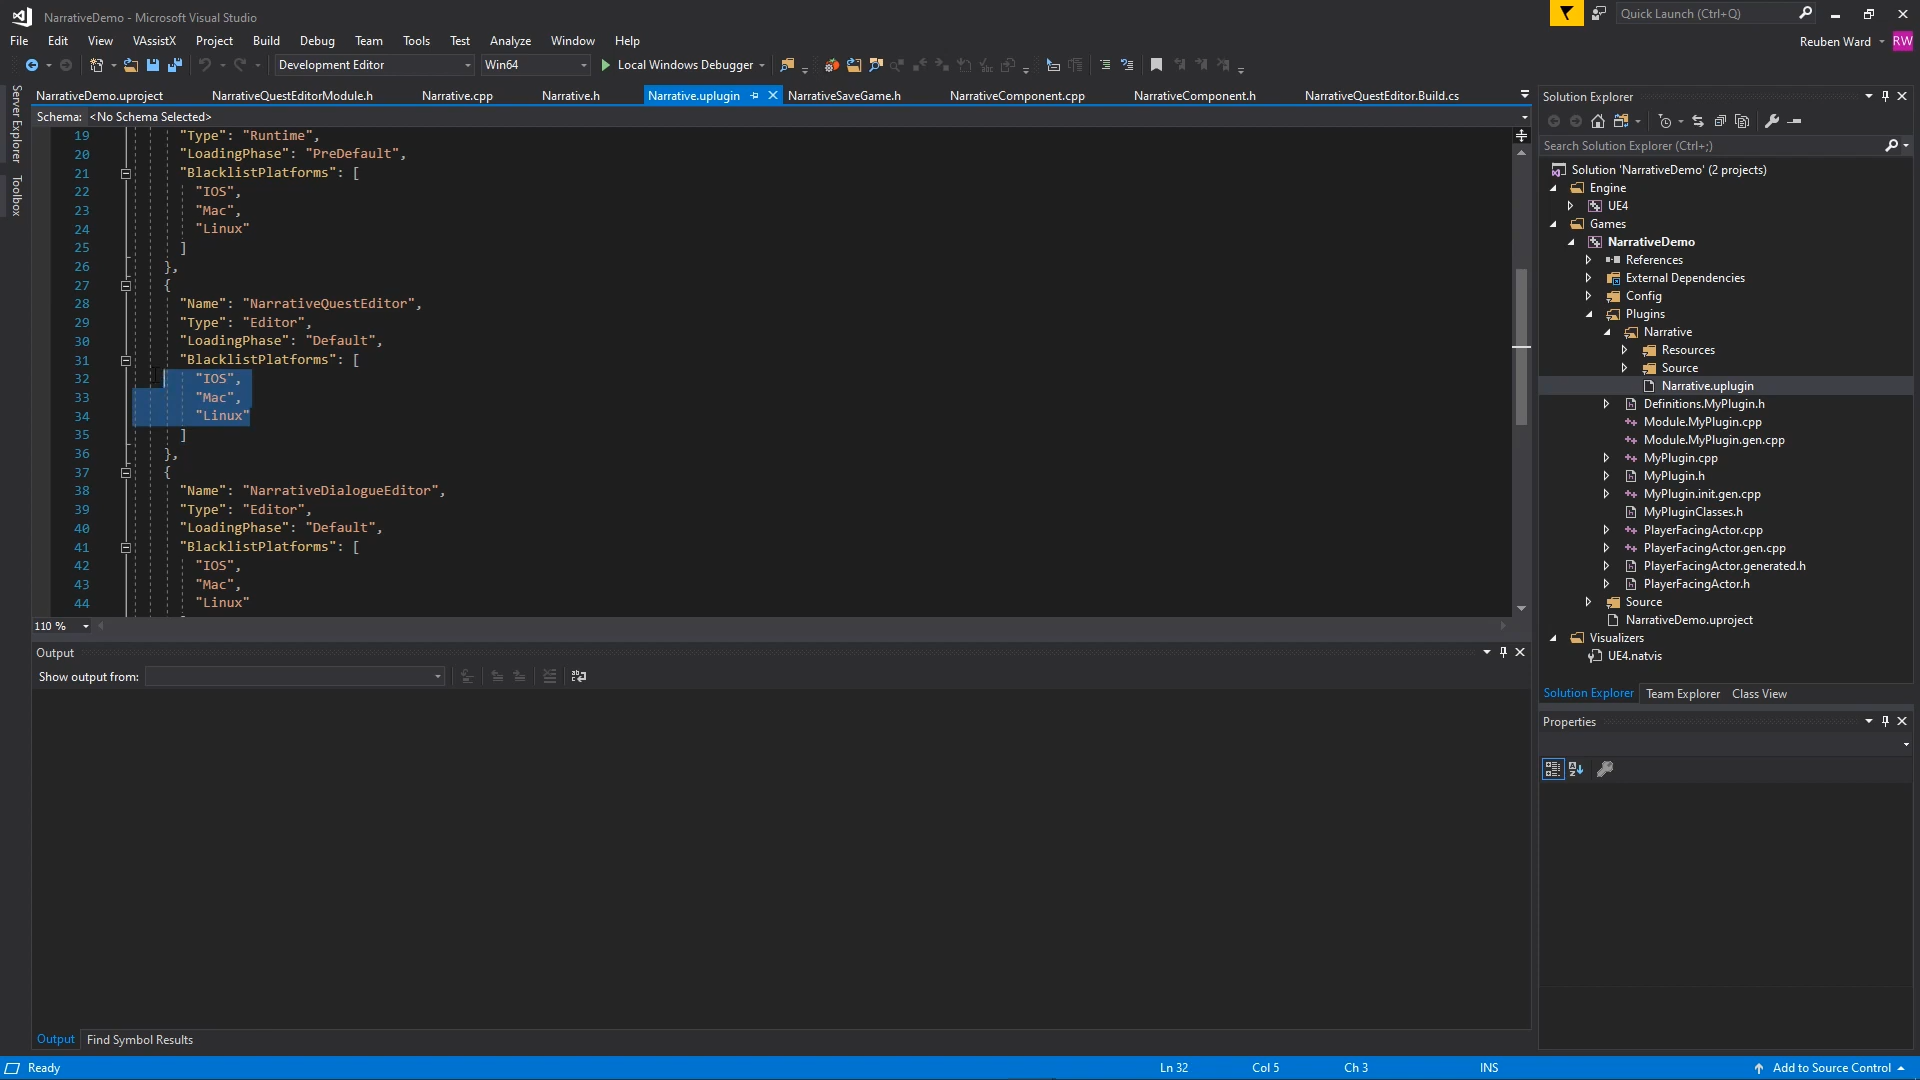 NarrativeDemo - Microsoft Visual Studio
Quick Launch (Ctrl+Q)
File Edit View VAssistX Project Build Debug Team Tools Test Analyze Window Help
Reuben Ward RW
Development Editor Win64 Local Windows Debugger
Server Explorer
Toolbox
NarrativeDemo.uproject NarrativeQuestEditorModule.h Narrative.cpp Narrative.h Narrative.uplugin NarrativeSaveGame.h NarrativeComponent.cpp NarrativeComponent.h NarrativeQuestEditor.Build.cs
Schema: <No Schema Selected>
19 "Type": "Runtime",
20 "LoadingPhase": "PreDefault",
21 "BlacklistPlatforms": [
22 "IOS",
23 "Mac",
24 "Linux"
25 ]
26 },
27 {
28 "Name": "NarrativeQuestEditor",
29 "Type": "Editor",
30 "LoadingPhase": "Default",
31 "BlacklistPlatforms": [
32 "IOS",
33 "Mac",
34 "Linux"
35 ]
36 },
37 {
38 "Name": "NarrativeDialogueEditor",
39 "Type": "Editor",
40 "LoadingPhase": "Default",
41 "BlacklistPlatforms": [
42 "IOS",
43 "Mac",
44 "Linux"
110 %
Output
Show output from:
Output Find Symbol Results
Solution Explorer
Search Solution Explorer (Ctrl+;)
Solution 'NarrativeDemo' (2 projects)
Engine
UE4
Games
NarrativeDemo
References
External Dependencies
Config
Plugins
Narrative
Resources
Source
Narrative.uplugin
Definitions.MyPlugin.h
Module.MyPlugin.cpp
Module.MyPlugin.gen.cpp
MyPlugin.cpp
MyPlugin.h
MyPlugin.init.gen.cpp
MyPluginClasses.h
PlayerFacingActor.cpp
PlayerFacingActor.gen.cpp
PlayerFacingActor.generated.h
PlayerFacingActor.h
Source
NarrativeDemo.uproject
Visualizers
UE4.natvis
Solution Explorer Team Explorer Class View
Properties
Ready Ln 32 Col 5 Ch 3 INS Add to Source Control